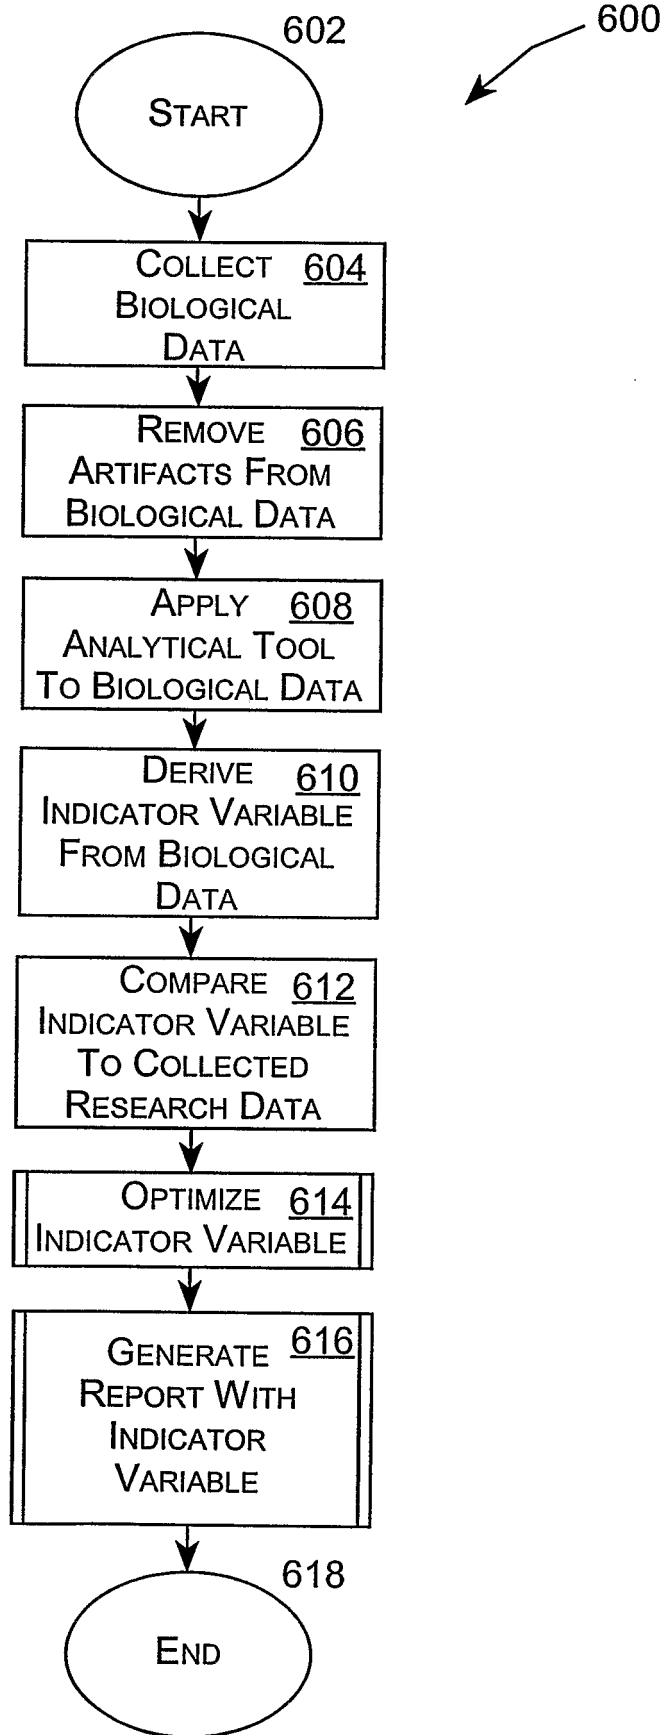 602
600
START
COLLECT 604
BIOLOGICAL
DATA
REMOVE 606
ARTIFACTS FROM
BIOLOGICAL DATA
APPLY 608
ANALYTICAL TOOL
TO BIOLOGICAL DATA
DERIVE 610
INDICATOR VARIABLE
FROM BIOLOGICAL
DATA
COMPARE 612
INDICATOR VARIABLE
TO COLLECTED
RESEARCH DATA
OPTIMIZE 614
INDICATOR VARIABLE
GENERATE 616
REPORT WITH
INDICATOR
VARIABLE
618
END